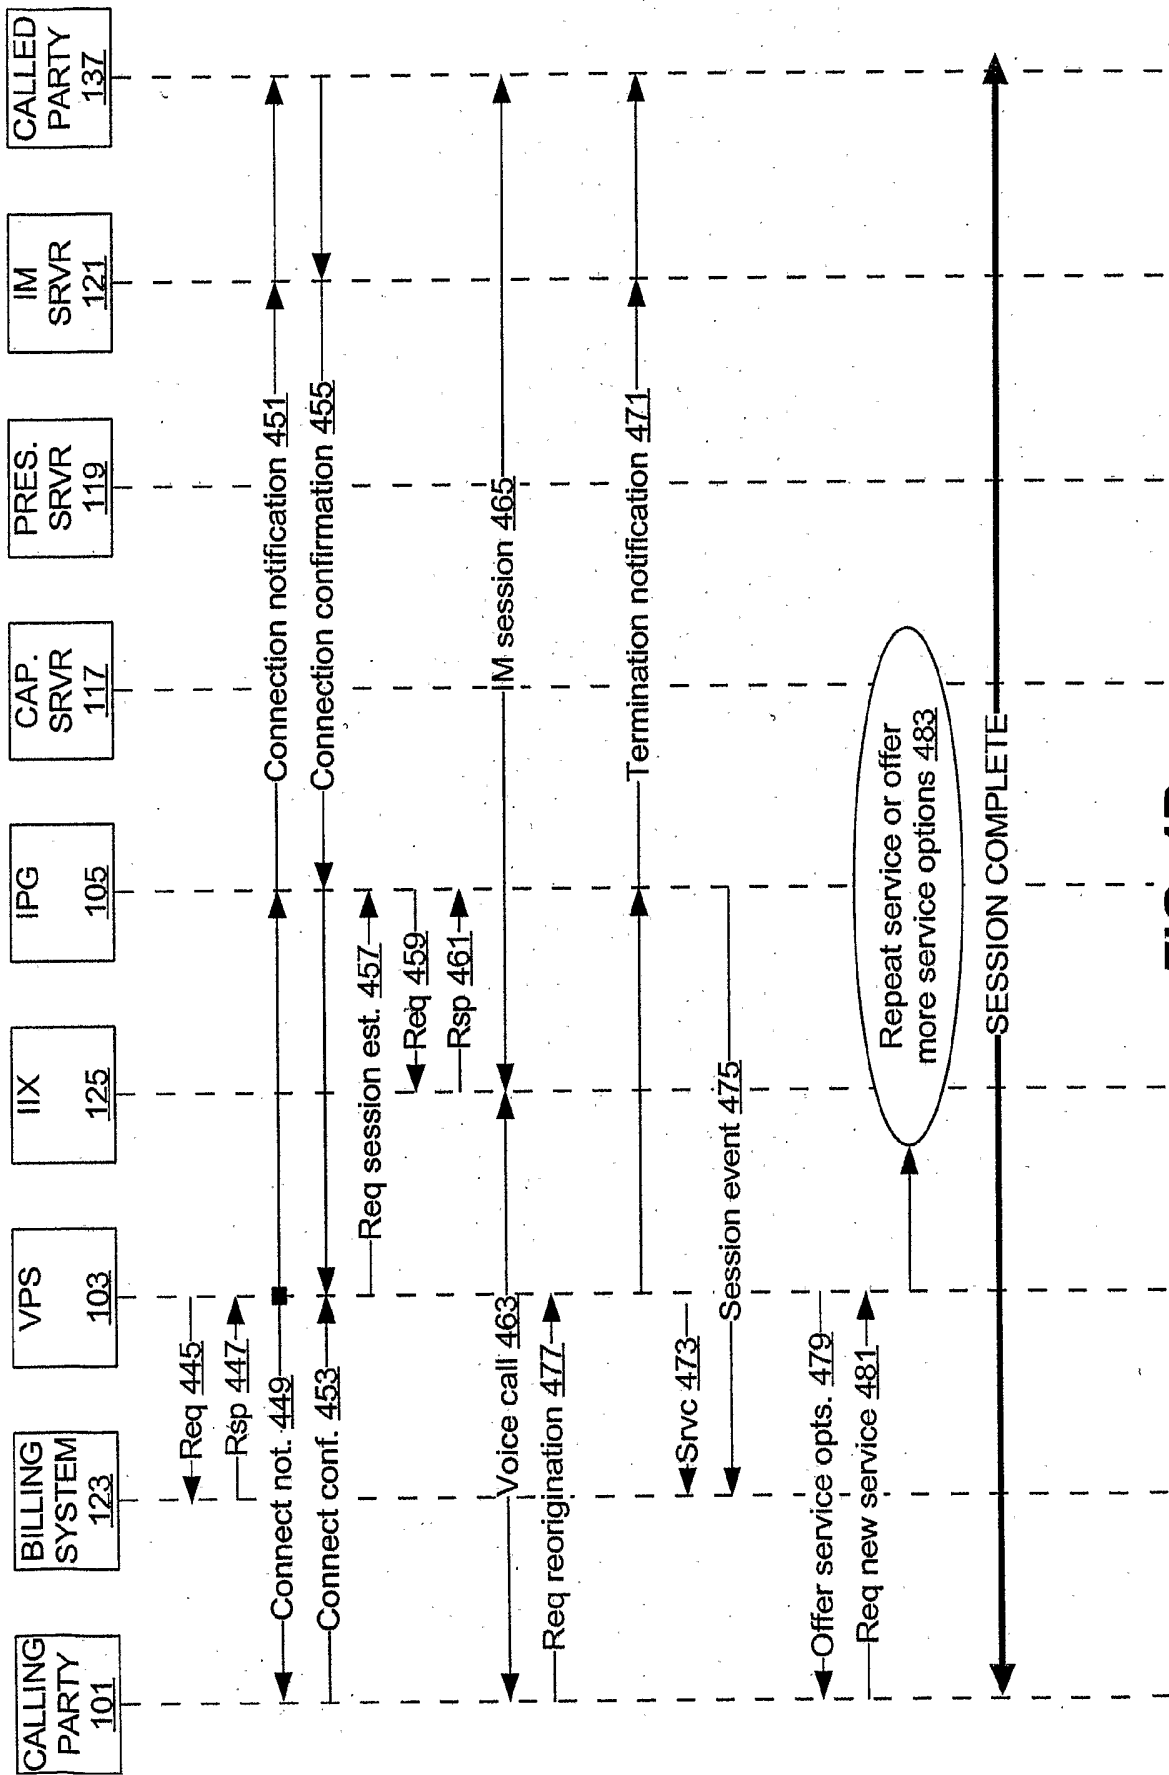 CALLING
PARTY
101
BILLING
SYSTEM
123
VPS
103
IIX
125
IPG
105
CAP.
SRVR
117
PRES.
SRVR
119
IM
SRVR
121
CALLED
PARTY
137
Req 445
Rsp 447
Connect not. 449
Connection notification 451
Connect conf. 453
Connection confirmation 455
Req session est. 457
Req 459
Rsp 461
Voice call 463
IM session 465
Req reorigination 477
Termination notification 471
Srvc 473
Session event 475
Offer service opts. 479
Req new service 481
Repeat service or offer
more service options 483
SESSION COMPLETE